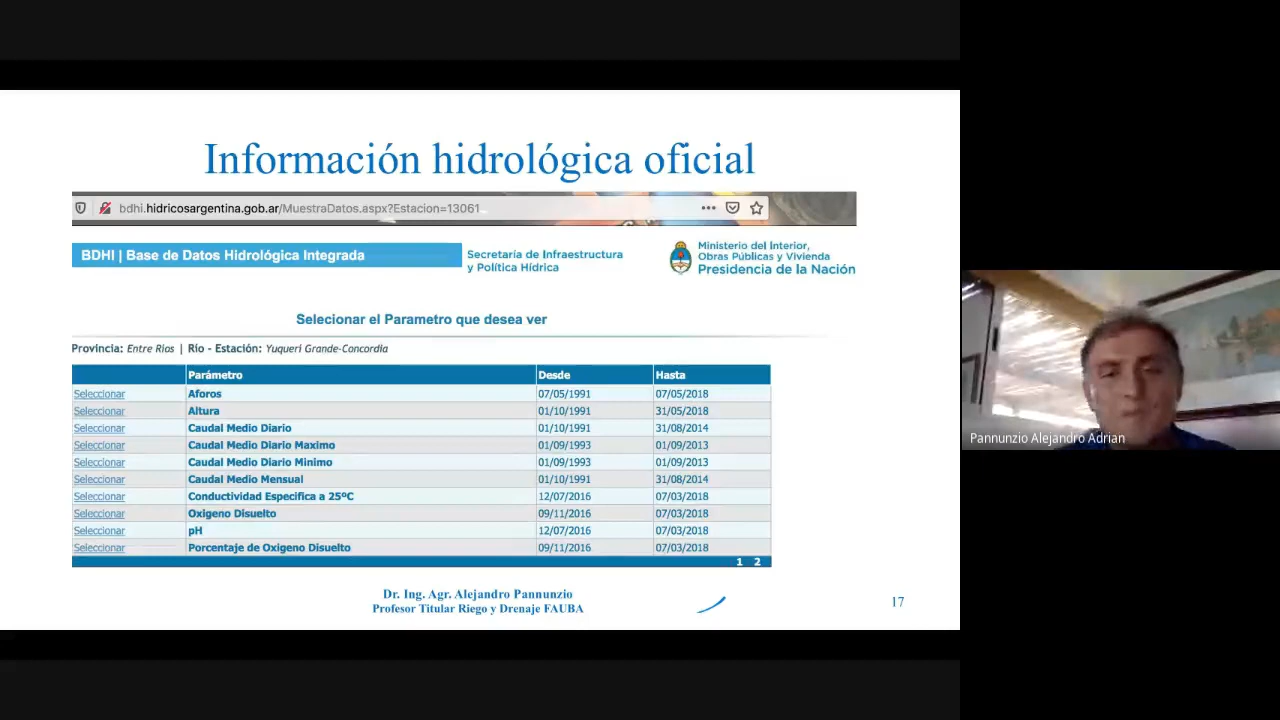 Información hidrológica oficial
bdhi.hidricosargentina.gob.ar/MuestraDatos.aspx?Estacion=13061
BDHI | Base de Datos Hidrológica Integrada
Secretaría de Infraestructura
y Política Hídrica
Ministerio del Interior,
Obras Públicas y Vivienda
Presidencia de la Nación
Selecionar el Parametro que desea ver
Provincia: Entre Rios | Río - Estación: Yuqueri Grande-Concordia
Parámetro Desde Hasta
Seleccionar Aforos 07/05/1991 07/05/2018
Seleccionar Altura 01/10/1991 31/05/2018
Seleccionar Caudal Medio Diario 01/10/1991 31/08/2014
Seleccionar Caudal Medio Diario Maximo 01/09/1993 01/09/2013
Seleccionar Caudal Medio Diario Minimo 01/09/1993 01/09/2013
Seleccionar Caudal Medio Mensual 01/10/1991 31/08/2014
Seleccionar Conductividad Especifica a 25ºC 12/07/2016 07/03/2018
Seleccionar Oxigeno Disuelto 09/11/2016 07/03/2018
Seleccionar pH 12/07/2016 07/03/2018
Seleccionar Porcentaje de Oxigeno Disuelto 09/11/2016 07/03/2018
1 2
Dr. Ing. Agr. Alejandro Pannunzio
Profesor Titular Riego y Drenaje FAUBA
17
Pannunzio Alejandro Adrian